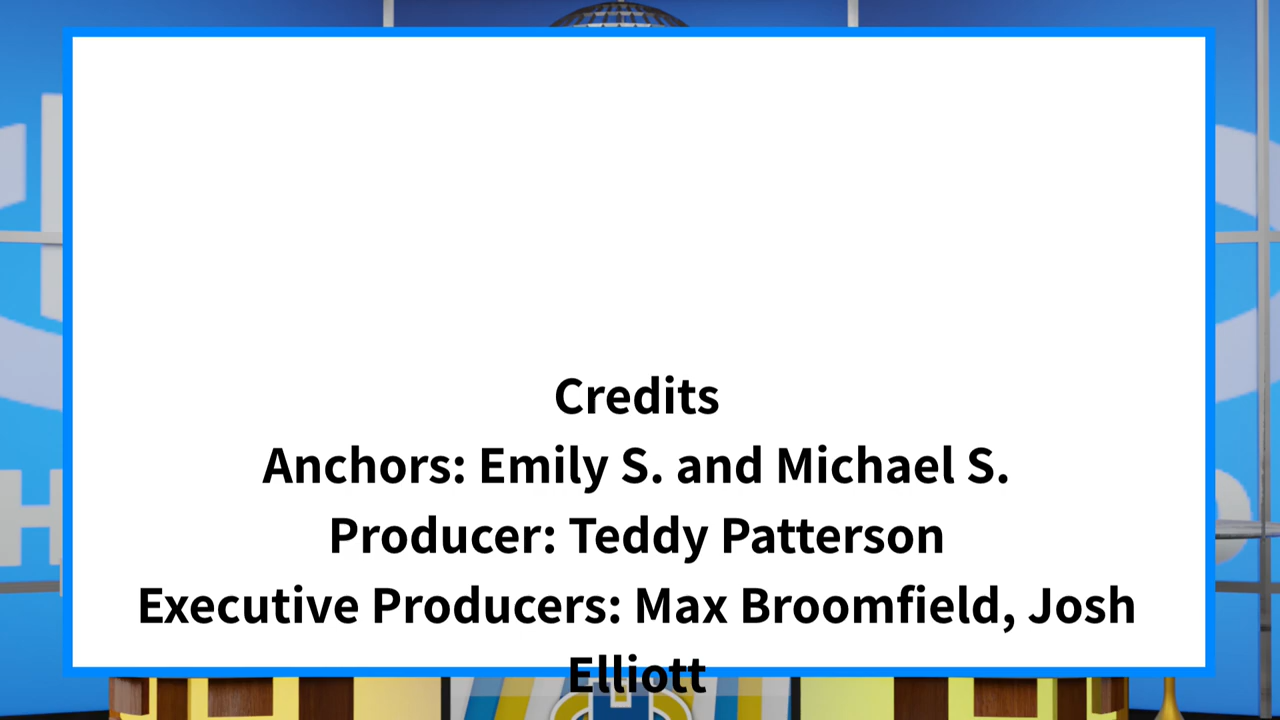 Credits
Anchors: Emily S. and Michael S.
Producer: Teddy Patterson
Executive Producers: Max Broomfield, Josh
Elliott